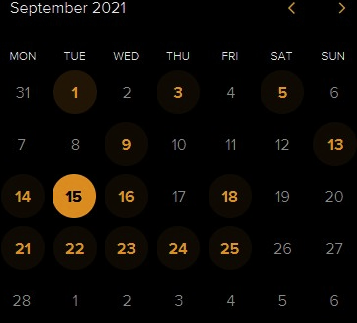 September 2021
MON TUE WED THU FRI SAT SUN
31 1 2 3 4 5 6
7 8 9 10 11 12 13
14 15 16 17 18 19 20
21 22 23 24 25 26 27
28 1 2 3 4 5 6